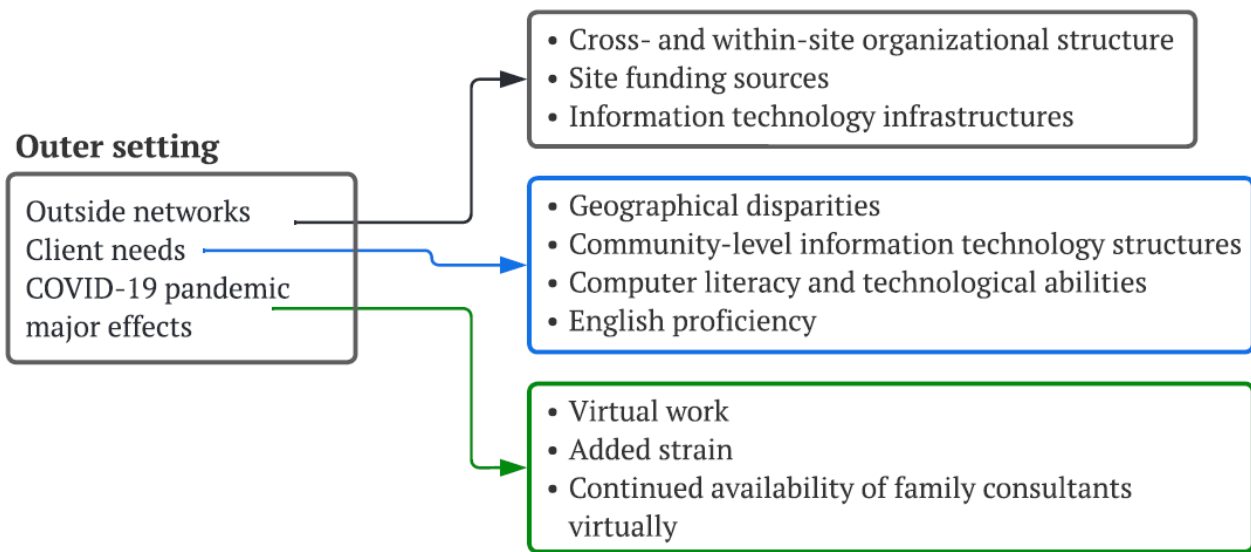 Outer setting
Outside networks
Client needs
COVID-19 pandemic
major effects
• Cross- and within-site organizational structure
• Site funding sources
• Information technology infrastructures
• Geographical disparities
• Community-level information technology structures
• Computer literacy and technological abilities
• English proficiency
• Virtual work
• Added strain
• Continued availability of family consultants
virtually